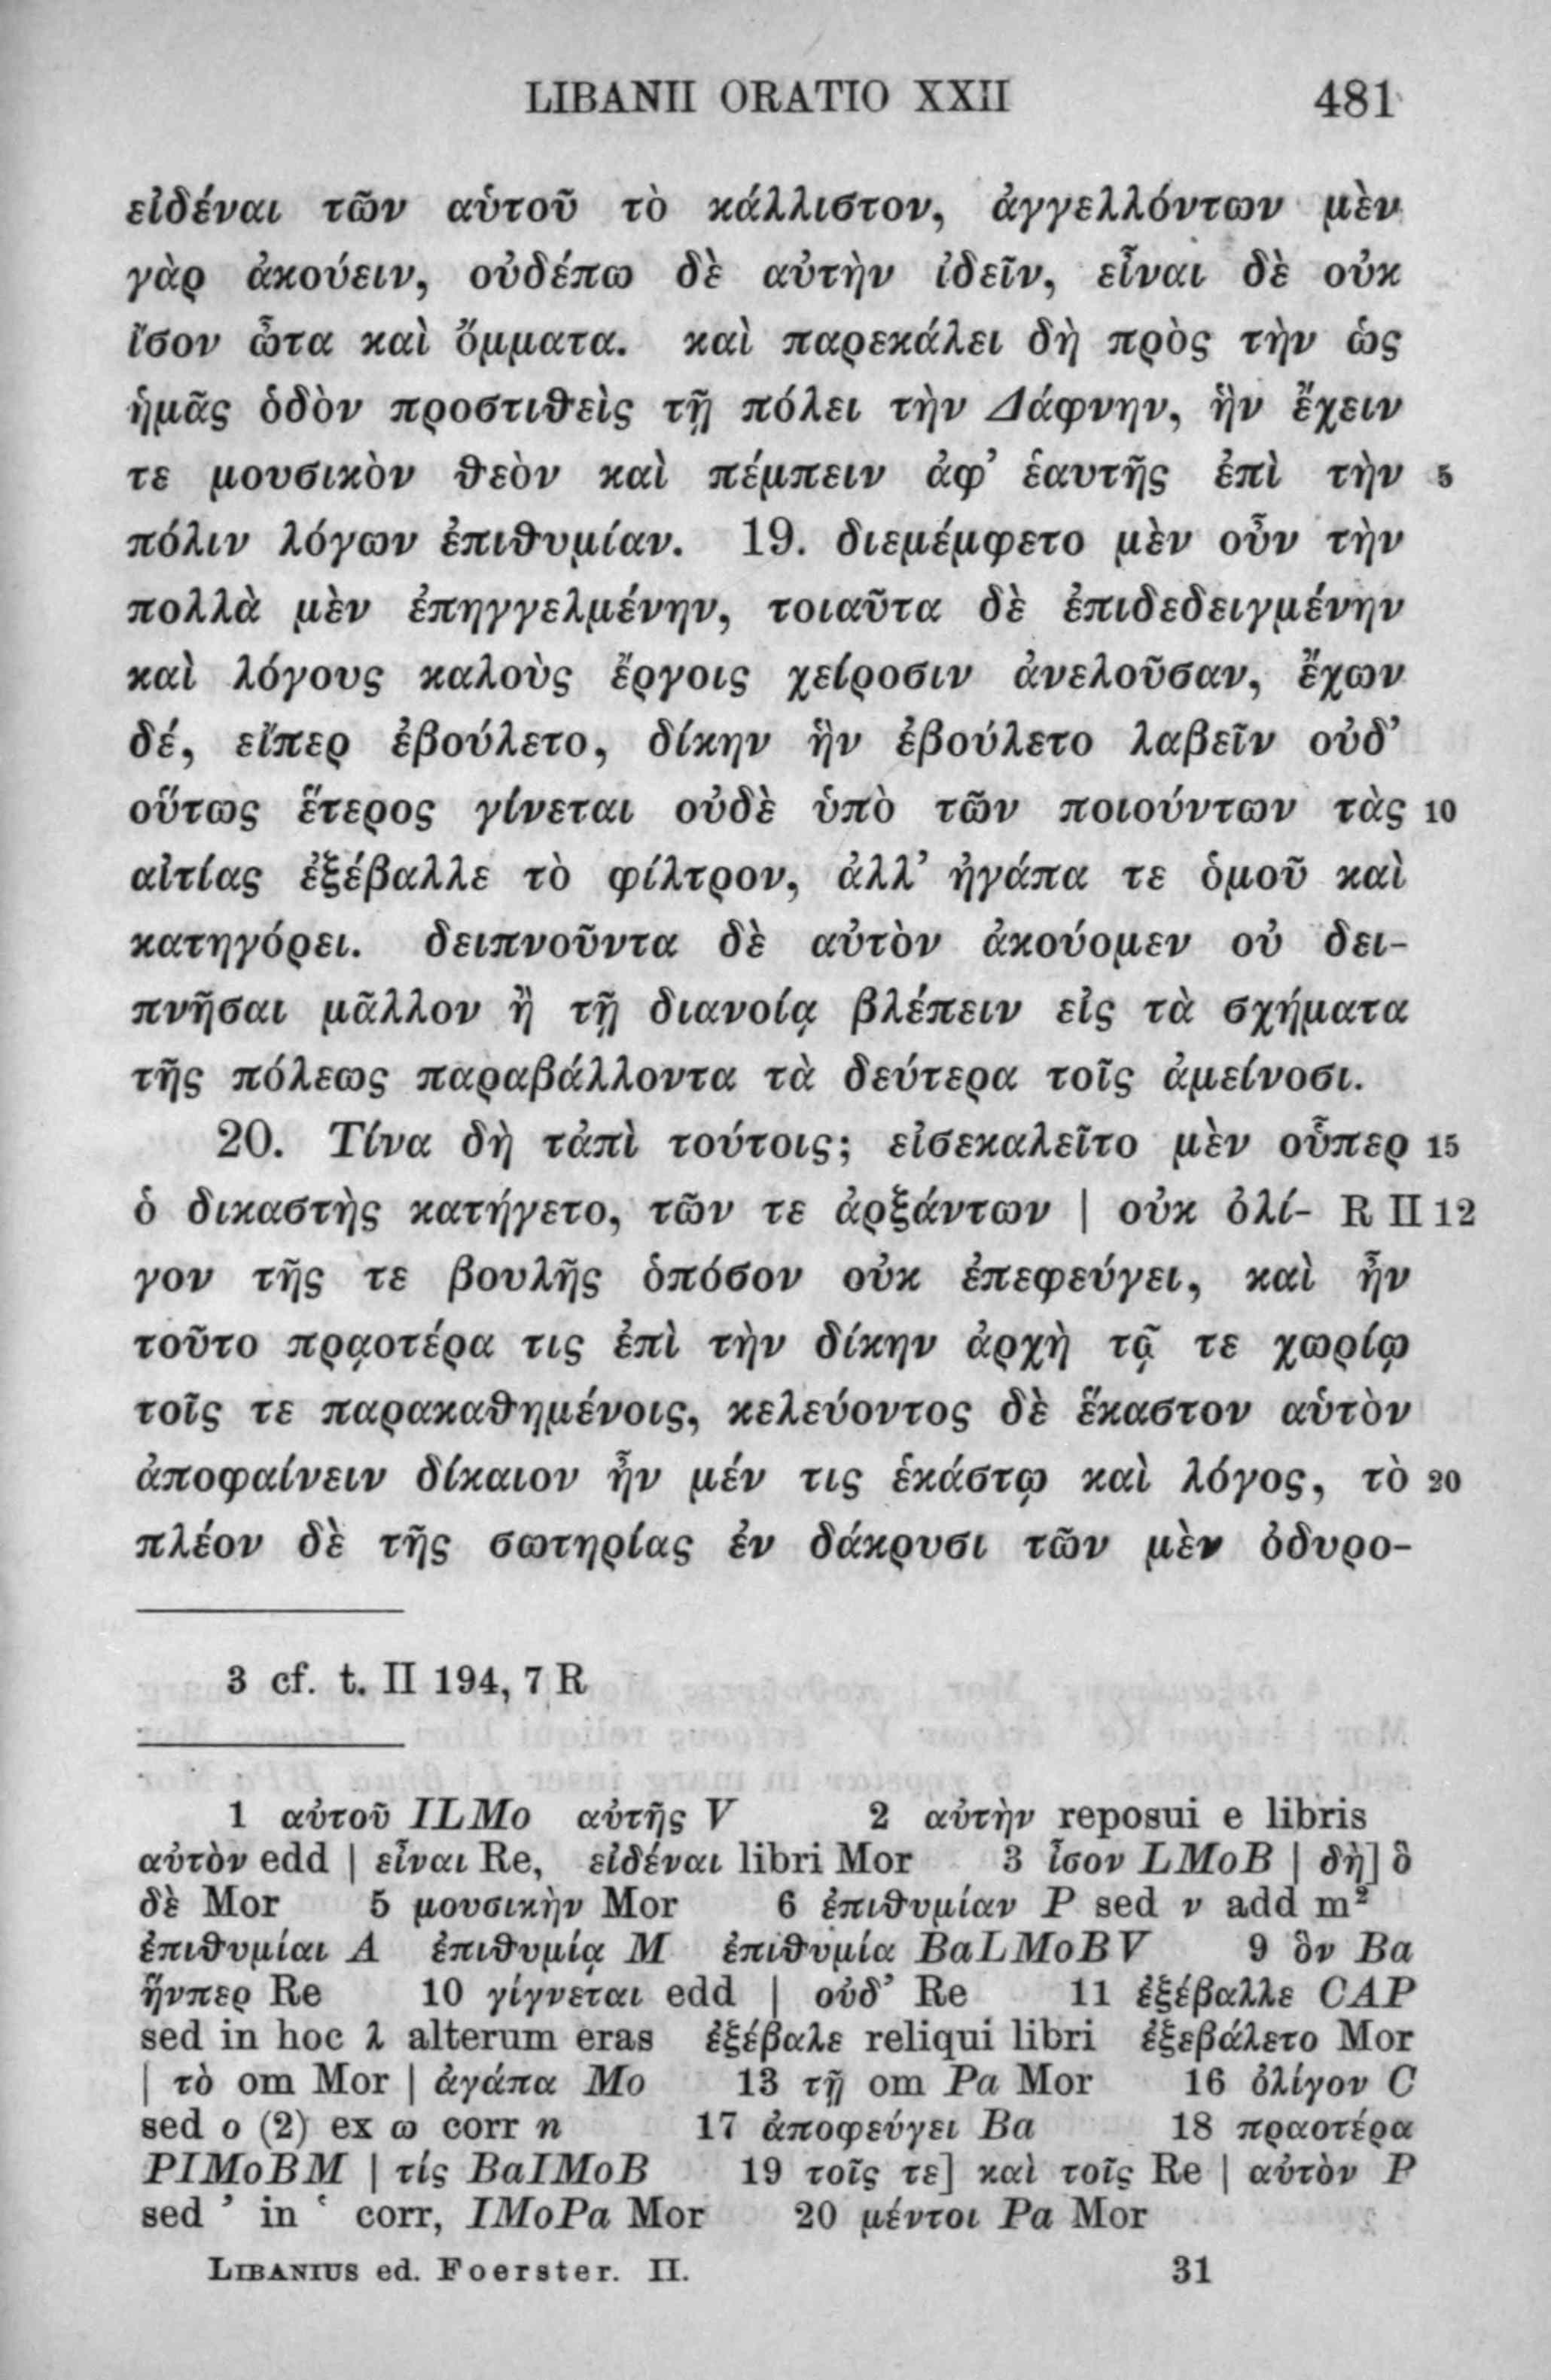 LIBANII ORATIO XXII 481
εἰδέναι τῶν αὑτοῦ τὸ κάλλιστον, ἀγγελλόντων μὲν
γὰρ ἀκούειν, οὐδέπω δὲ αὐτὴν ἰδεῖν, εἶναι δὲ οὐκ
ἴσον ὦτα καὶ ὄμματα. καὶ παρεκάλει δὴ πρὸς τὴν ὡς
ἡμᾶς ὁδὸν προστιθεὶς τῇ πόλει τὴν Δάφνην, ἣν ἔχειν
τε μουσικὸν θεὸν καὶ πέμπειν ἀφ’ ἑαυτῆς ἐπὶ τὴν 5
πόλιν λόγων ἐπιθυμίαν. 19. διεμέμφετο μὲν οὖν τὴν
πολλὰ μὲν ἐπηγγελμένην, τοιαῦτα δὲ ἐπιδεδειγμένην
καὶ λόγους καλοὺς ἔργοις χείροσιν ἀνελοῦσαν, ἔχων
δέ, εἴπερ ἐβούλετο, δίκην ἣν ἐβούλετο λαβεῖν οὐδ’
οὕτως ἕτερος γίνεται οὐδὲ ὑπὸ τῶν ποιούντων τὰς 10
αἰτίας ἐξέβαλλε τὸ φίλτρον, ἀλλ’ ἠγάπα τε ὁμοῦ καὶ
κατηγόρει. δειπνοῦντα δὲ αὐτὸν ἀκούομεν οὐ δει-
πνῆσαι μᾶλλον ἢ τῇ διανοίᾳ βλέπειν εἰς τὰ σχήματα
τῆς πόλεως παραβάλλοντα τὰ δεύτερα τοῖς ἀμείνοσι.
20. Τίνα δὴ τἀπὶ τούτοις; εἰσεκαλεῖτο μὲν οὗπερ 15
ὁ δικαστὴς κατήγετο, τῶν τε ἀρξάντων | οὐκ ὀλί- R II 12
γον τῆς τε βουλῆς ὁπόσον οὐκ ἐπεφεύγει, καὶ ἦν
τοῦτο πρᾳοτέρα τις ἐπὶ τὴν δίκην ἀρχὴ τῷ τε χωρίῳ
τοῖς τε παρακαθημένοις, κελεύοντος δὲ ἕκαστον αὑτὸν
ἀποφαίνειν δίκαιον ἦν μέν τις ἑκάστῳ καὶ λόγος, τὸ 20
πλέον δὲ τῆς σωτηρίας ἐν δάκρυσι τῶν μὲν ὀδυρο-
3 cf. t. II 194, 7 R
1 αὐτοῦ ILMo αὐτῆς V 2 αὐτὴν reposui e libris
αὐτὸν edd | εἶναι Re, εἰδέναι libri Mor 3 ἶσον LMoB | δὴ] ὃ
δὲ Mor 5 μουσικὴν Mor 6 ἐπιθυμίαν P sed ν add m²
ἐπιθυμίαι A ἐπιθυμίᾳ M ἐπιθυμία BaLMoBV 9 ὃν Ba
ἥνπερ Re 10 γίγνεται edd | οὐδ’ Re 11 ἐξέβαλλε CAP
sed in hoc λ alterum eras ἐξέβαλε reliqui libri ἐξεβάλετο Mor
| τὸ om Mor | ἀγάπα Mo 13 τῇ om Pa Mor 16 ὀλίγον C
sed ο (2) ex ω corr n 17 ἀποφεύγει Ba 18 πραοτέρα
PIMoBM | τίς BaIMoB 19 τοῖς τε] καὶ τοῖς Re | αὐτὸν P
sed ’ in ‘ corr, IMoPa Mor 20 μέντοι Pa Mor
LIBANIUS ed. Foerster. II. 31